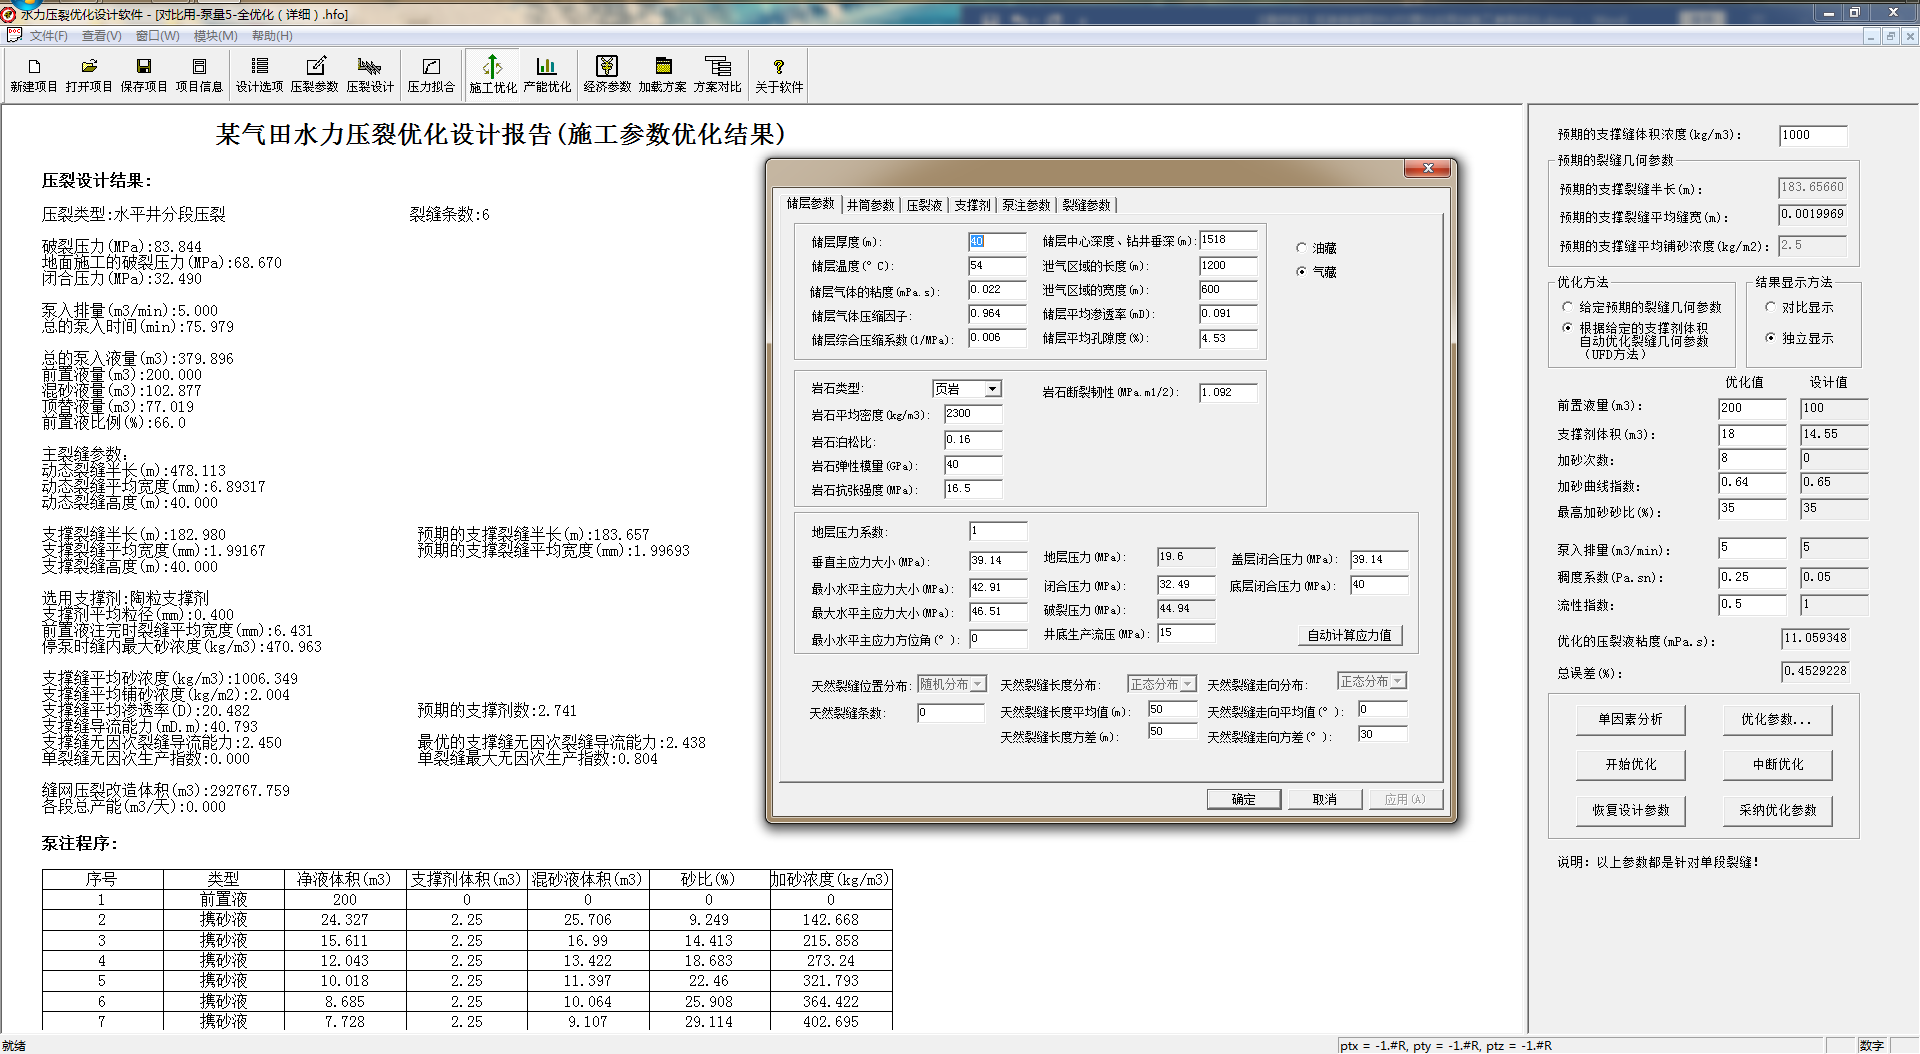 水力压裂优化设计软件 - [对比用-泵量5-全优化（详细）.hfo]
文件(F) 查看(V) 窗口(W) 模块(M) 帮助(H)
新建项目 打开项目 保存项目 项目信息 设计选项 压裂参数 压裂设计 压力拟合 施工优化 产能优化 经济参数 加载方案 方案对比 关于软件
某气田水力压裂优化设计报告(施工参数优化结果)
压裂设计结果:
压裂类型:水平井分段压裂 裂缝条数:6
破裂压力(MPa):83.844
地面施工的破裂压力(MPa):68.670
闭合压力(MPa):32.490
泵入排量(m3/min):5.000
总的泵入时间(min):75.979
总的泵入液量(m3):379.896
前置液量(m3):200.000
混砂液量(m3):102.877
顶替液量(m3):77.019
前置液比例(%):66.0
主裂缝参数:
动态裂缝半长(m):478.113
动态裂缝平均宽度(mm):6.89317
动态裂缝高度(m):40.000
支撑裂缝半长(m):182.980 预期的支撑裂缝半长(m):183.657
支撑裂缝平均宽度(mm):1.99167 预期的支撑裂缝平均宽度(mm):1.99693
支撑裂缝高度(m):40.000
选用支撑剂:陶粒支撑剂
支撑剂平均粒径(mm):0.400
前置液注完时裂缝平均宽度(mm):6.431
停泵时缝内最大砂浓度(kg/m3):470.963
支撑缝平均砂浓度(kg/m3):1006.349
支撑缝平均铺砂浓度(kg/m2):2.004
支撑缝平均渗透率(D):20.482 预期的支撑剂数:2.741
支撑缝导流能力(mD.m):40.793
支撑缝无因次裂缝导流能力:2.450 最优的支撑缝无因次裂缝导流能力:2.438
单裂缝无因次生产指数:0.000 单裂缝最大无因次生产指数:0.804
缝网压裂改造体积(m3):292767.759
各段总产能(m3/天):0.000
泵注程序:
序号 类型 净液体积(m3) 支撑剂体积(m3) 混砂液体积(m3) 砂比(%) 加砂浓度(kg/m3)
1 前置液 200 0 0 0 0
2 携砂液 24.327 2.25 25.706 9.249 142.668
3 携砂液 15.611 2.25 16.99 14.413 215.858
4 携砂液 12.043 2.25 13.422 18.683 273.24
5 携砂液 10.018 2.25 11.397 22.46 321.793
6 携砂液 8.685 2.25 10.064 25.908 364.422
7 携砂液 7.728 2.25 9.107 29.114 402.695
储层参数 井筒参数 压裂液 支撑剂 泵注参数 裂缝参数
储层厚度(m): 40 储层中心深度、钻井垂深(m): 1518 油藏
储层温度(° C): 54 泄气区域的长度(m): 1200 气藏
储层气体的粘度(mPa.s): 0.022 泄气区域的宽度(m): 600
储层气体压缩因子: 0.964 储层平均渗透率(mD): 0.091
储层综合压缩系数(1/MPa): 0.006 储层平均孔隙度(%): 4.53
岩石类型: 页岩 岩石断裂韧性(MPa.m1/2): 1.092
岩石平均密度(kg/m3): 2300
岩石泊松比: 0.16
岩石弹性模量(GPa): 40
岩石抗张强度(MPa): 16.5
地层压力系数: 1
垂直主应力大小(MPa): 39.14 地层压力(MPa): 19.6 盖层闭合压力(MPa): 39.14
最小水平主应力大小(MPa): 42.91 闭合压力(MPa): 32.49 底层闭合压力(MPa): 40
最大水平主应力大小(MPa): 46.51 破裂压力(MPa): 44.94
最小水平主应力方位角(° ): 0 井底生产流压(MPa): 15 自动计算应力值
天然裂缝位置分布: 随机分布 天然裂缝长度分布: 正态分布 天然裂缝走向分布: 正态分布
天然裂缝条数: 0 天然裂缝长度平均值(m): 50 天然裂缝走向平均值(° ): 0
天然裂缝长度方差(m): 50 天然裂缝走向方差(° ): 30
确定 取消 应用(A)
预期的支撑缝体积浓度(kg/m3): 1000
预期的裂缝几何参数
预期的支撑裂缝半长(m): 183.65660
预期的支撑裂缝平均缝宽(m): 0.0019969
预期的支撑缝平均铺砂浓度(kg/m2): 2.5
优化方法 结果显示方法
给定预期的裂缝几何参数 对比显示
根据给定的支撑剂体积
自动优化裂缝几何参数 独立显示
（UFD方法）
优化值 设计值
前置液量(m3): 200 100
支撑剂体积(m3): 18 14.55
加砂次数: 8 0
加砂曲线指数: 0.64 0.65
最高加砂砂比(%): 35 35
泵入排量(m3/min): 5 5
稠度系数(Pa.sn): 0.25 0.05
流性指数: 0.5 1
优化的压裂液粘度(mPa.s): 11.059348
总误差(%): 0.4529228
单因素分析 优化参数...
开始优化 中断优化
恢复设计参数 采纳优化参数
说明: 以上参数都是针对单段裂缝!
就绪 ptx = -1.#R, pty = -1.#R, ptz = -1.#R 数字